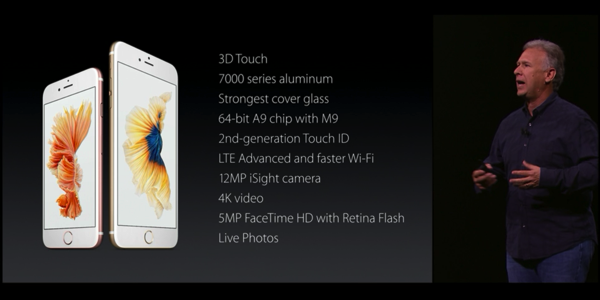 3D Touch
7000 series aluminum
Strongest cover glass
64-bit A9 chip with M9
2nd-generation Touch ID
LTE Advanced and faster Wi-Fi
12MP iSight camera
4K video
5MP FaceTime HD with Retina Flash
Live Photos